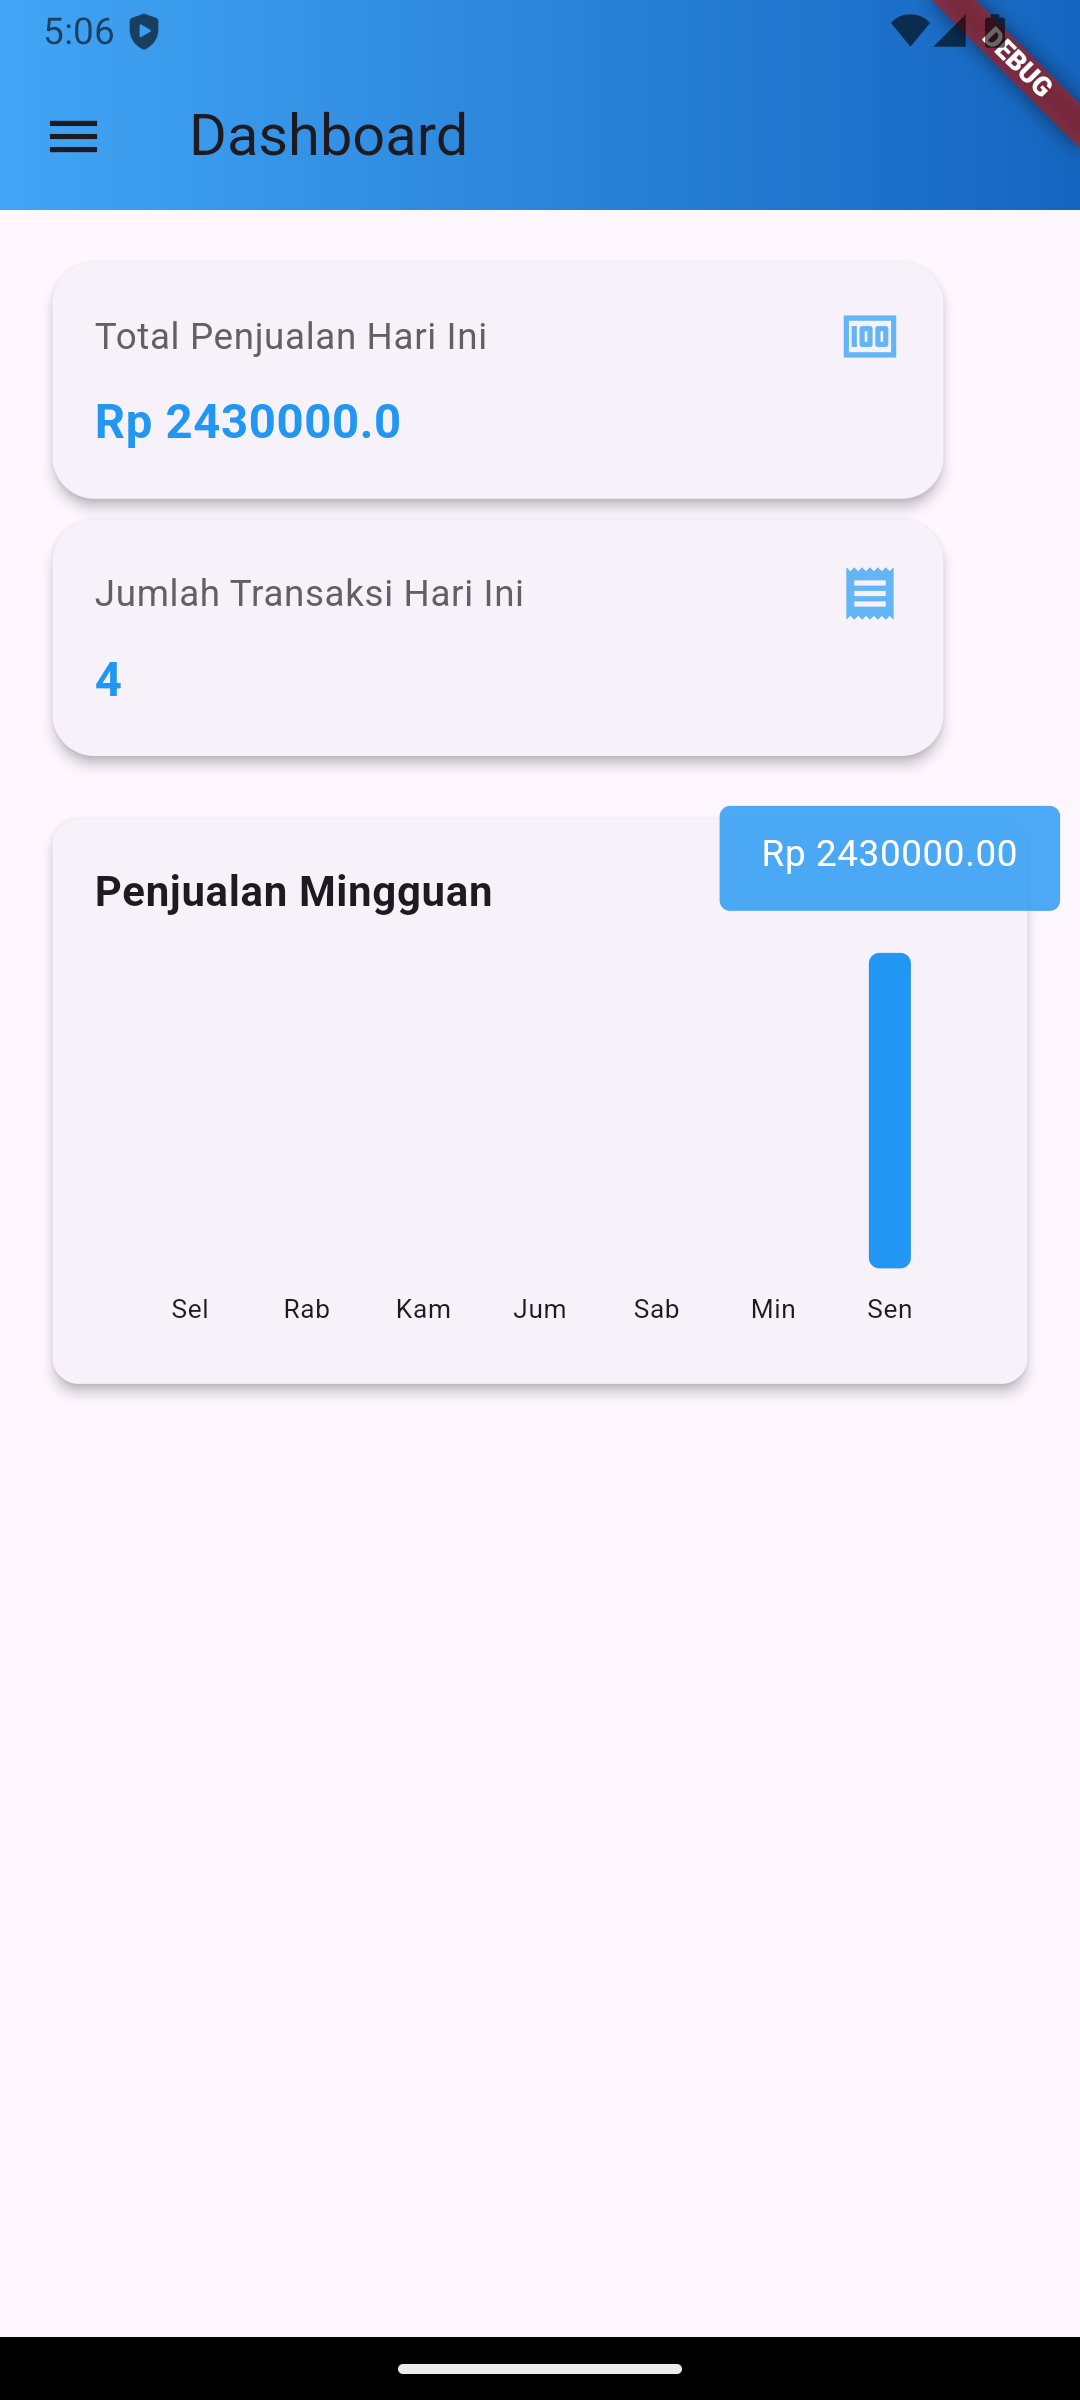 5:06
DEBUG
Dashboard
Total Penjualan Hari Ini
Rp 2430000.0
Jumlah Transaksi Hari Ini
4
Rp 2430000.00
Penjualan Mingguan
Sel Rab Kam Jum Sab Min Sen